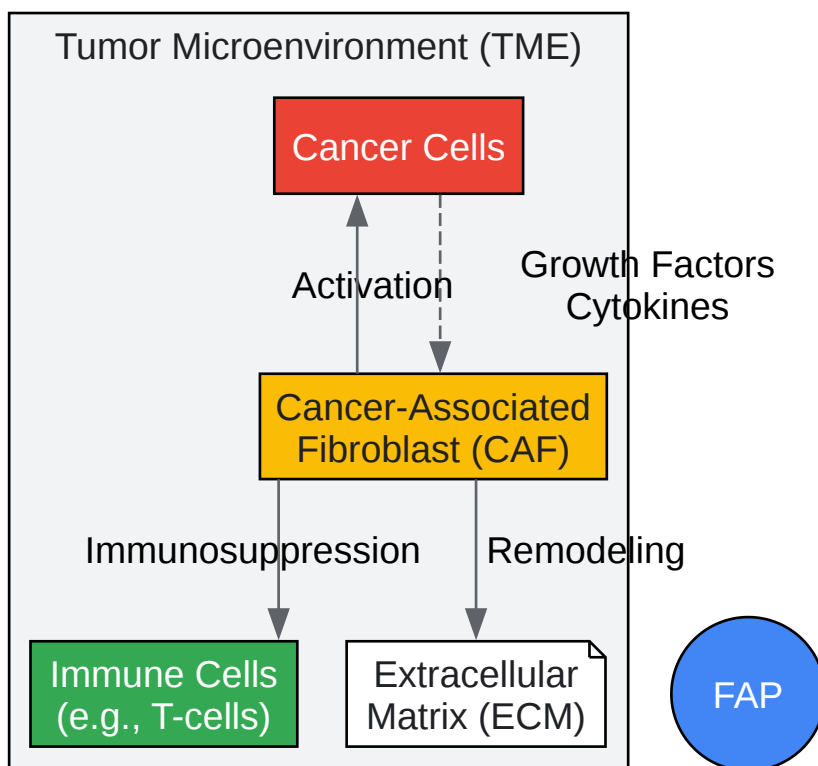 Tumor Microenvironment (TME)
Cancer Cells
Activation
Growth Factors
Cytokines
Cancer-Associated
Fibroblast (CAF)
Immunosuppression
Remodeling
Immune Cells
(e.g., T-cells)
Extracellular
Matrix (ECM)
FAP